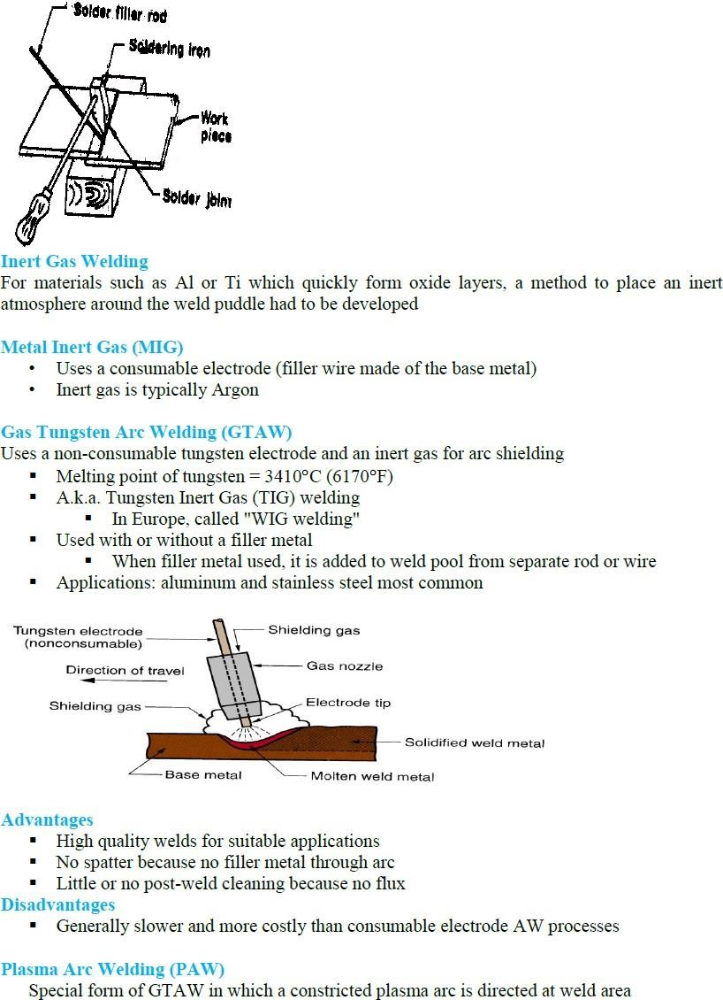 Solder filler rod
Soldering iron
Work
piece
Solder joint
Inert Gas Welding
For materials such as Al or Ti which quickly form oxide layers, a method to place an inert
atmosphere around the weld puddle had to be developed
Metal Inert Gas (MIG)
• Uses a consumable electrode (filler wire made of the base metal)
• Inert gas is typically Argon
Gas Tungsten Arc Welding (GTAW)
Uses a non-consumable tungsten electrode and an inert gas for arc shielding
▪ Melting point of tungsten = 3410°C (6170°F)
▪ A.k.a. Tungsten Inert Gas (TIG) welding
▪ In Europe, called "WIG welding"
▪ Used with or without a filler metal
▪ When filler metal used, it is added to weld pool from separate rod or wire
▪ Applications: aluminum and stainless steel most common
Tungsten electrode
(nonconsumable)
Shielding gas
Direction of travel
Gas nozzle
Shielding gas
Electrode tip
Solidified weld metal
Base metal
Molten weld metal
Advantages
▪ High quality welds for suitable applications
▪ No spatter because no filler metal through arc
▪ Little or no post-weld cleaning because no flux
Disadvantages
▪ Generally slower and more costly than consumable electrode AW processes
Plasma Arc Welding (PAW)
Special form of GTAW in which a constricted plasma arc is directed at weld area